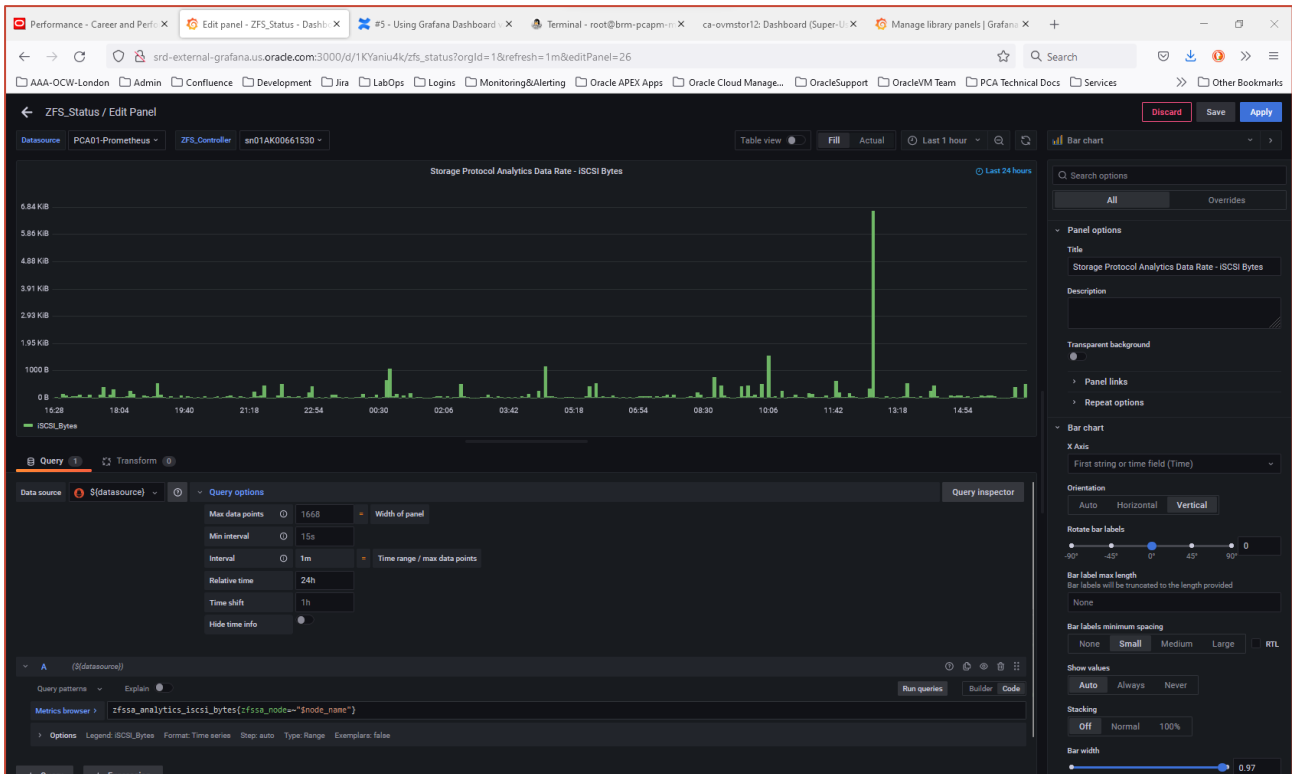 Performance - Career and Perfo
Edit panel - ZFS_Status - Dashbo
#5 - Using Grafana Dashboard
Terminal - root@brm-pcapm-m
ca-ovmstor12: Dashboard (Super-U
Manage library panels | Grafana
srd-external-grafana.us.oracle.com:3000/d/1KYaniu4k/zfs_status?orgId=1&refresh=1m&editPanel=26
Search
AAA-OCW-London Admin Confluence Development Jira LabOps Logins Monitoring&Alerting Oracle APEX Apps Oracle Cloud Manage... OracleSupport OracleVM Team PCA Technical Docs Services Other Bookmarks
ZFS_Status / Edit Panel
Discard Save Apply
Datasource PCA01-Prometheus ZFS_Controller sn01AK00661530
Table view Fill Actual Last 1 hour Bar chart
Storage Protocol Analytics Data Rate - iSCSI Bytes
Last 24 hours
6.84 KiB
5.86 KiB
4.88 KiB
3.91 KiB
2.93 KiB
1.95 KiB
1000 B
0 B
16:28 18:04 19:40 21:18 22:54 00:30 02:06 03:42 05:18 06:54 08:30 10:06 11:42 13:18 14:54
iSCSI_Bytes
Query 1 Transform 0
Data source ${datasource} Query options Query inspector
Max data points 1668 = Width of panel
Min interval 15s
Interval 1m = Time range / max data points
Relative time 24h
Time shift 1h
Hide time info
A (${datasource})
Query patterns Explain Run queries Builder Code
Metrics browser > zfssa_analytics_iscsi_bytes{zfssa_node=~"$node_name"}
Options Legend: iSCSI_Bytes Format: Time series Step: auto Type: Range Exemplars: false
Search options
All Overrides
Panel options
Title
Storage Protocol Analytics Data Rate - iSCSI Bytes
Description
Transparent background
Panel links
Repeat options
Bar chart
X Axis
First string or time field (Time)
Orientation
Auto Horizontal Vertical
Rotate bar labels
0
-90° -45° 0° 45° 90°
Bar label max length
Bar labels will be truncated to the length provided
None
Bar labels minimum spacing
None Small Medium Large RTL
Show values
Auto Always Never
Stacking
Off Normal 100%
Bar width
0.97